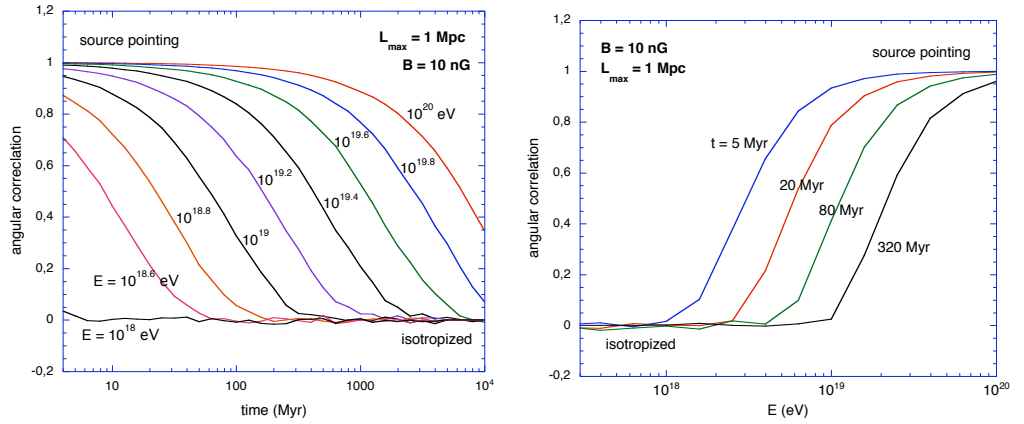 1,2
1
0,8
0,6
0,4
0,2
0
-0,2
angular correclation
source pointing
L_max = 1 Mpc
B = 10 nG
10^20 eV
10^19.6
10^19.8
10^19.2
10^19.4
10^18.8
10^19
E = 10^18.6 eV
E = 10^18 eV
isotropized
10 100 1000 10^4
time (Myr)
1,2
1
0,8
0,6
0,4
0,2
0
-0,2
angular correlation
B = 10 nG
L_max = 1 Mpc
source pointing
t = 5 Myr
20 Myr
80 Myr
320 Myr
isotropized
10^18 10^19 10^20
E (eV)